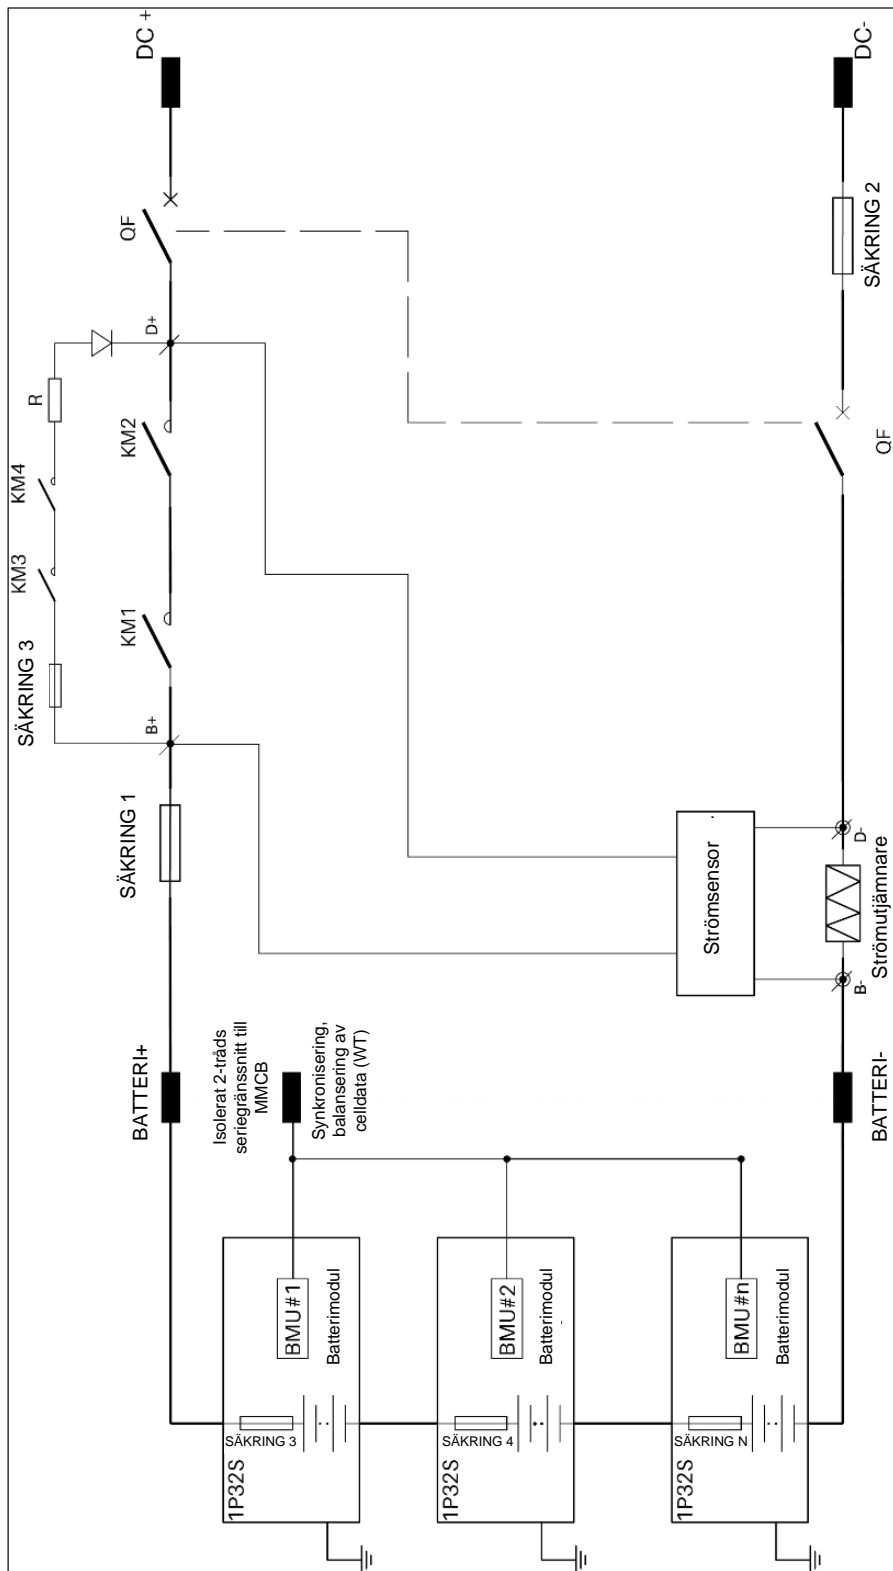 DC +
DC-
QF
SÄKRING 2
D+
R
KM2
KM4
QF
KM3
KM1
SÄKRING 3
B+
SÄKRING 1
Strömsensor
D-
Strömutjämnare
B-
BATTERI+
Isolerat 2-tråds
seriegränssnitt till
MMCB
Synkronisering,
balansering av
celldata (WT)
BATTERI-
BMU#1
Batterimodul
SÄKRING 3
1P32S
BMU#2
Batterimodul
SÄKRING 4
1P32S
BMU#n
Batterimodul
SÄKRING N
1P32S